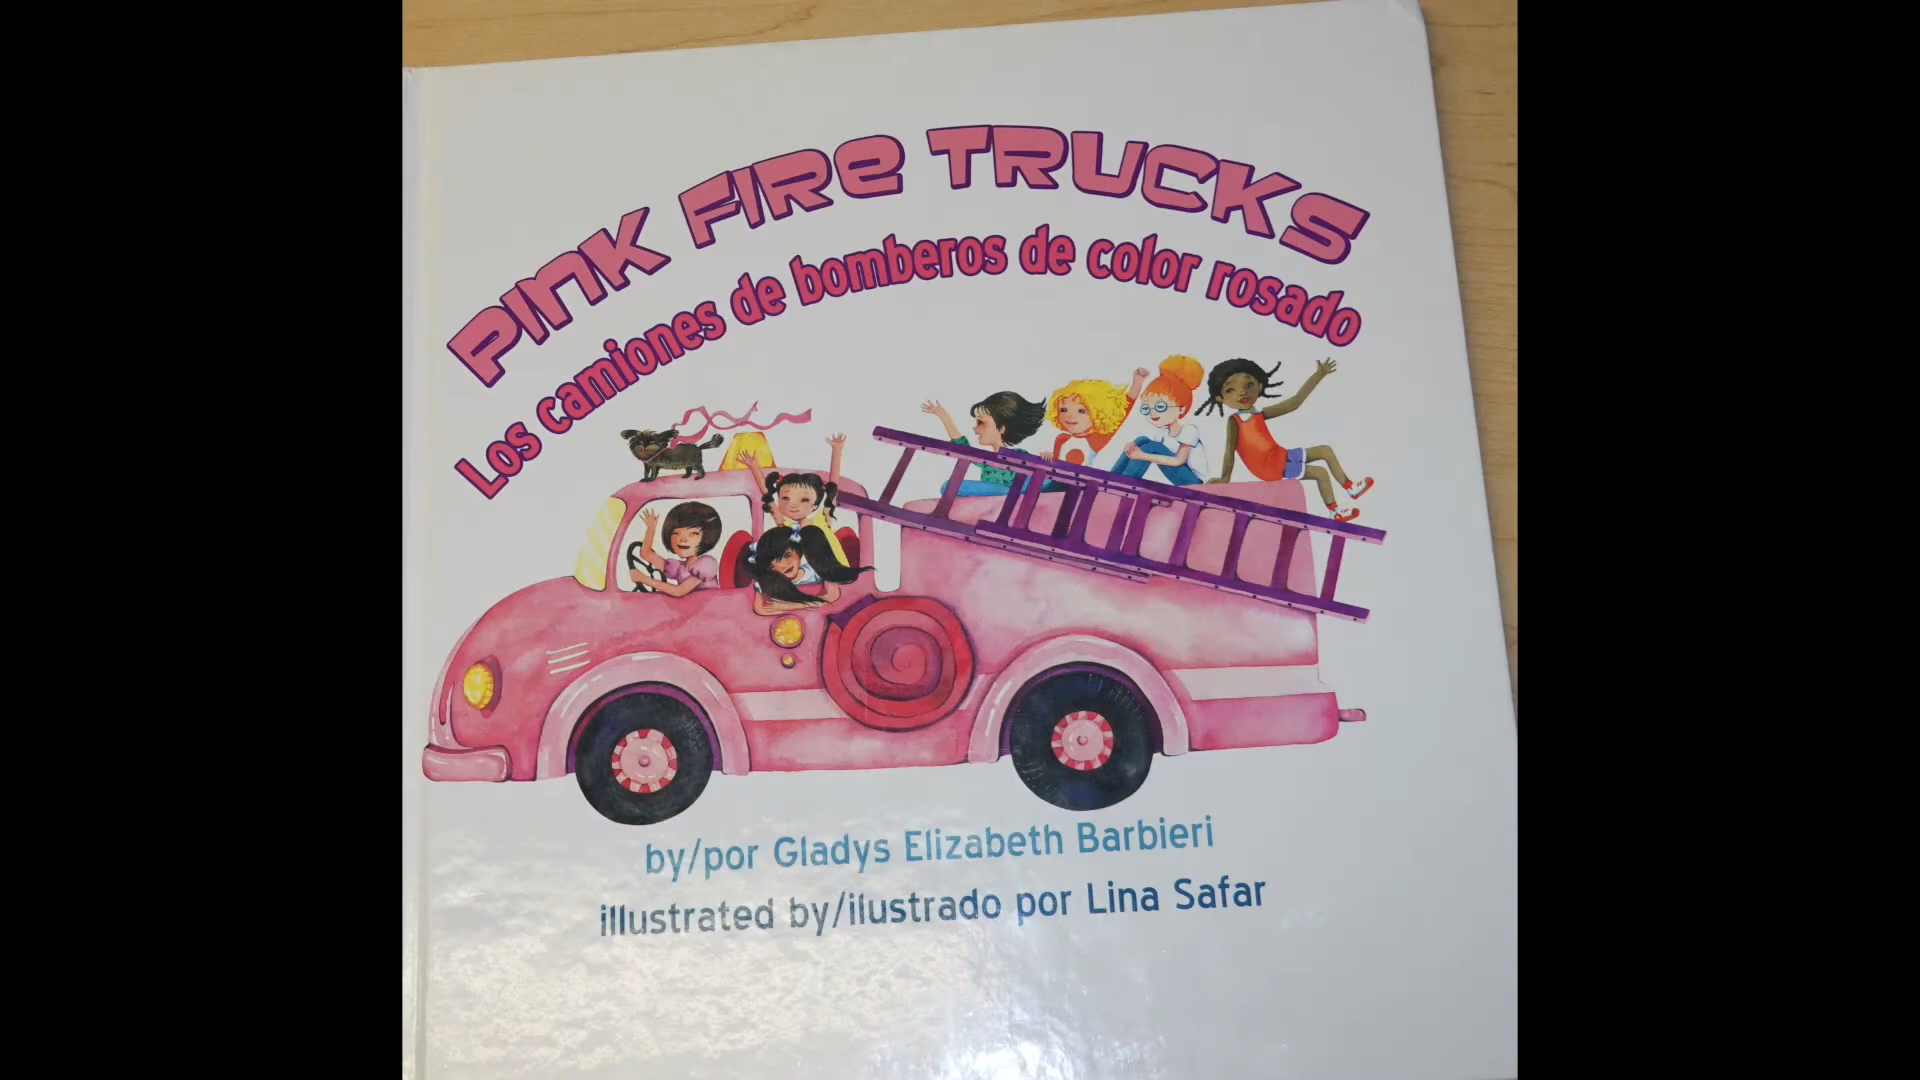 PINK FIRE TRUCKS
Los camiones de bomberos de color rosado
by/por Gladys Elizabeth Barbieri
illustrated by/ilustrado por Lina Safar